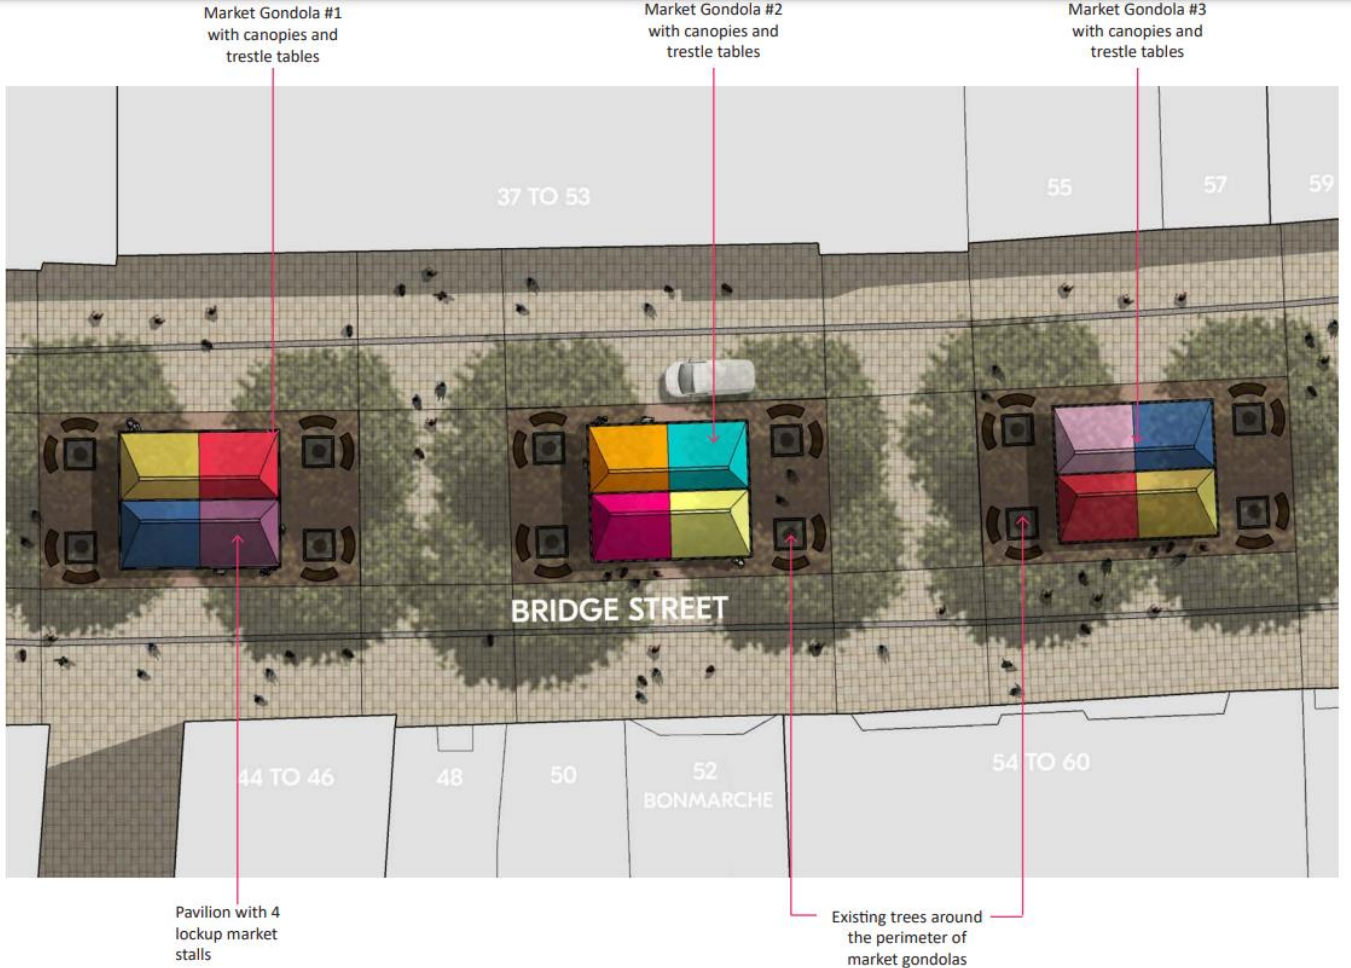 Market Gondola #1
with canopies and
trestle tables
Market Gondola #2
with canopies and
trestle tables
Market Gondola #3
with canopies and
trestle tables
37 TO 53
55
57
59
BRIDGE STREET
44 TO 46
48
50
52
BONMARCHE
54 TO 60
Pavilion with 4
lockup market
stalls
Existing trees around
the perimeter of
market gondolas